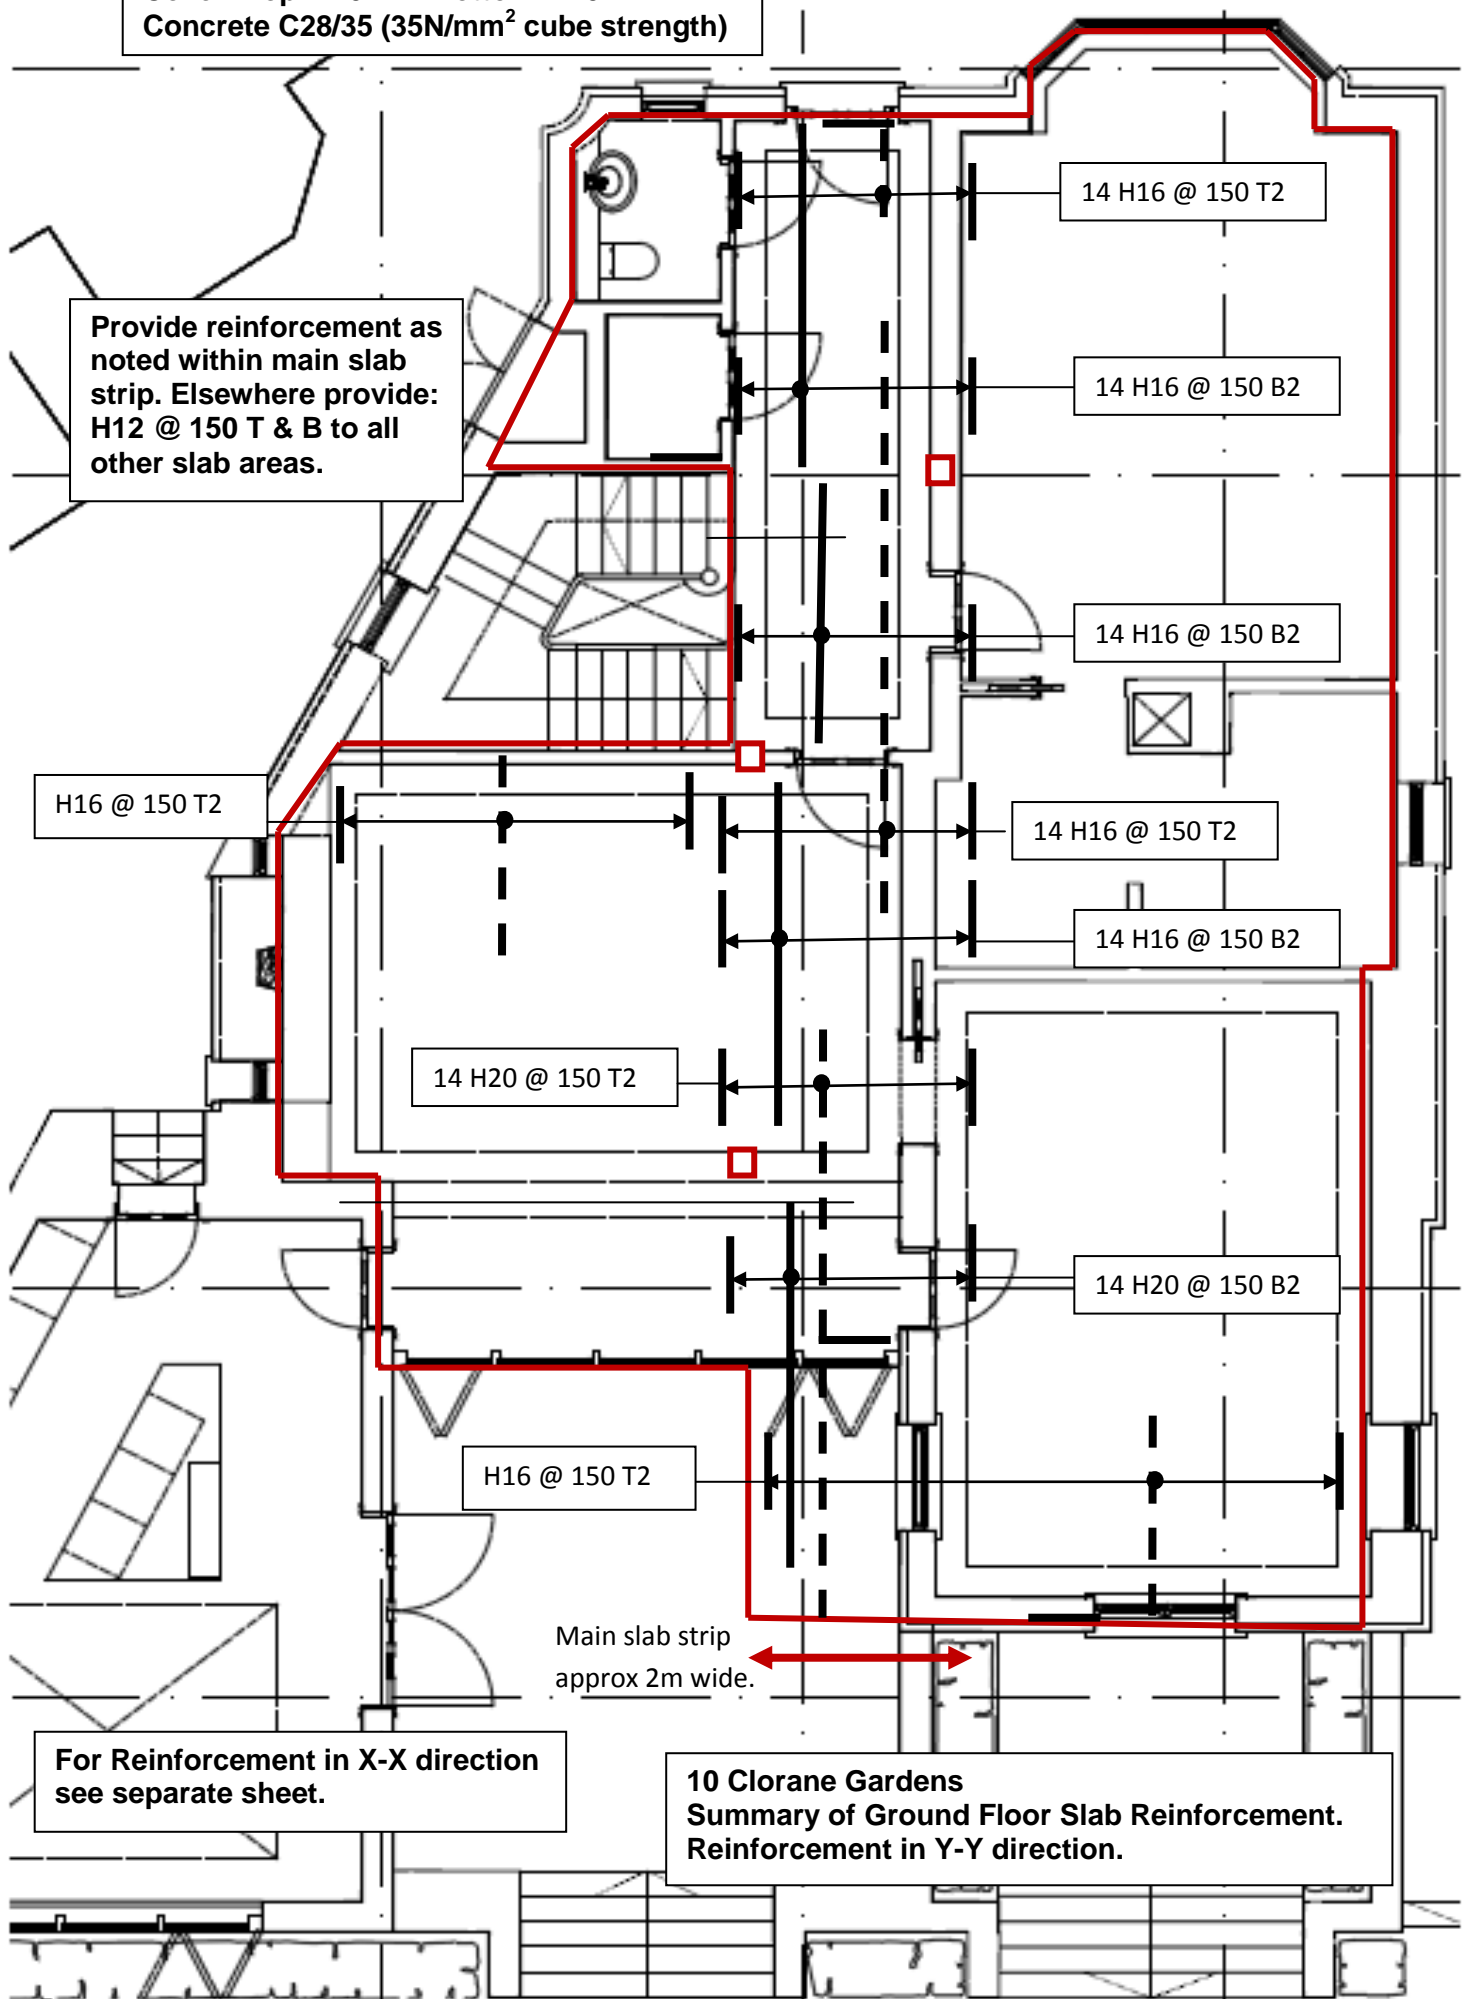 Concrete C28/35 (35N/mm² cube strength)
14 H16 @ 150 T2
Provide reinforcement as
noted within main slab
strip. Elsewhere provide:
H12 @ 150 T & B to all
other slab areas.
14 H16 @ 150 B2
14 H16 @ 150 B2
H16 @ 150 T2
14 H16 @ 150 T2
14 H16 @ 150 B2
14 H20 @ 150 T2
14 H20 @ 150 B2
H16 @ 150 T2
Main slab strip
approx 2m wide.
For Reinforcement in X-X direction
see separate sheet.
10 Clorane Gardens
Summary of Ground Floor Slab Reinforcement.
Reinforcement in Y-Y direction.